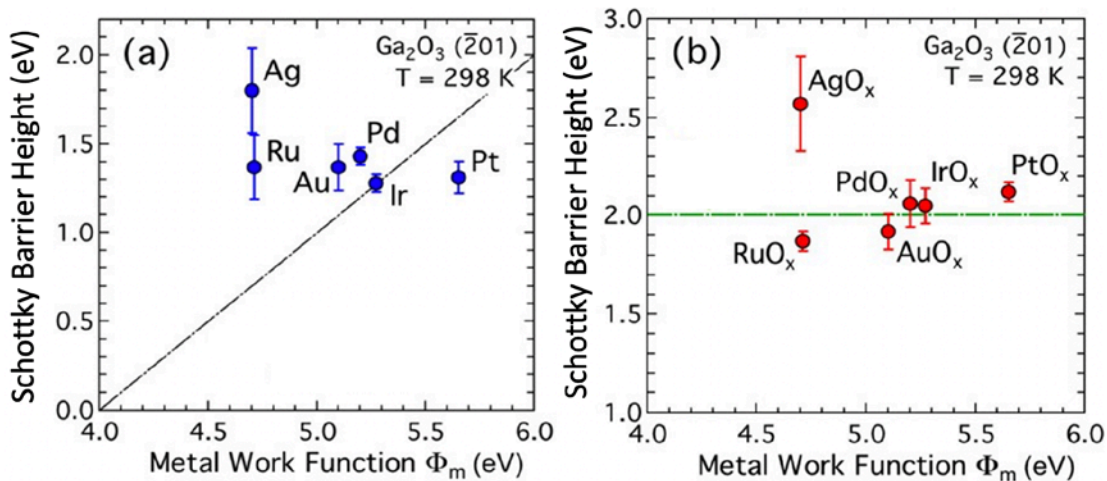 (a)
Ga₂O₃ (2̅01)
T = 298 K
Ag
Ru
Au
Pd
Ir
Pt
2.0
1.5
1.0
0.5
0.0
4.0 4.5 5.0 5.5 6.0
Schottky Barrier Height (eV)
Metal Work Function Φm (eV)
(b)
Ga₂O₃ (2̅01)
T = 298 K
AgOₓ
PdOₓ
IrOₓ
PtOₓ
RuOₓ
AuOₓ
3.0
2.5
2.0
1.5
1.0
4.0 4.5 5.0 5.5 6.0
Schottky Barrier Height (eV)
Metal Work Function Φm (eV)